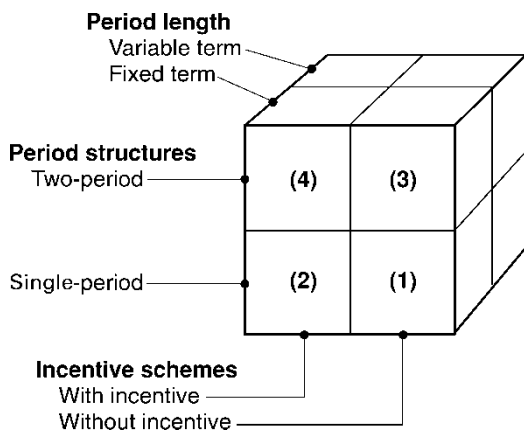 Period length
Variable term
Fixed term
Period structures
Two-period
(4) (3)
Single-period
(2) (1)
Incentive schemes
With incentive
Without incentive